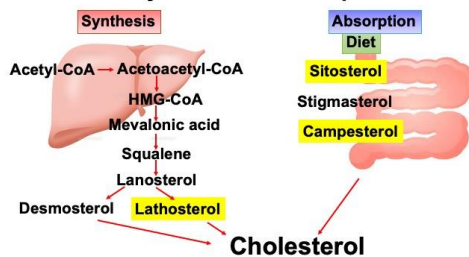 Synthesis
Absorption
Diet
Acetyl-CoA
Acetoacetyl-CoA
Sitosterol
HMG-CoA
Stigmasterol
Mevalonic acid
Campesterol
Squalene
Lanosterol
Desmosterol
Lathosterol
Cholesterol